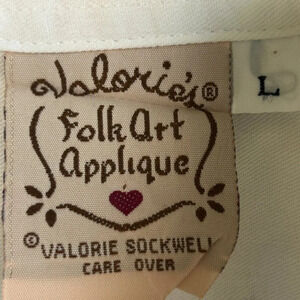 Valorie's®
Folk Art
Applique
© VALORIE SOCKWELL
CARE OVER
L